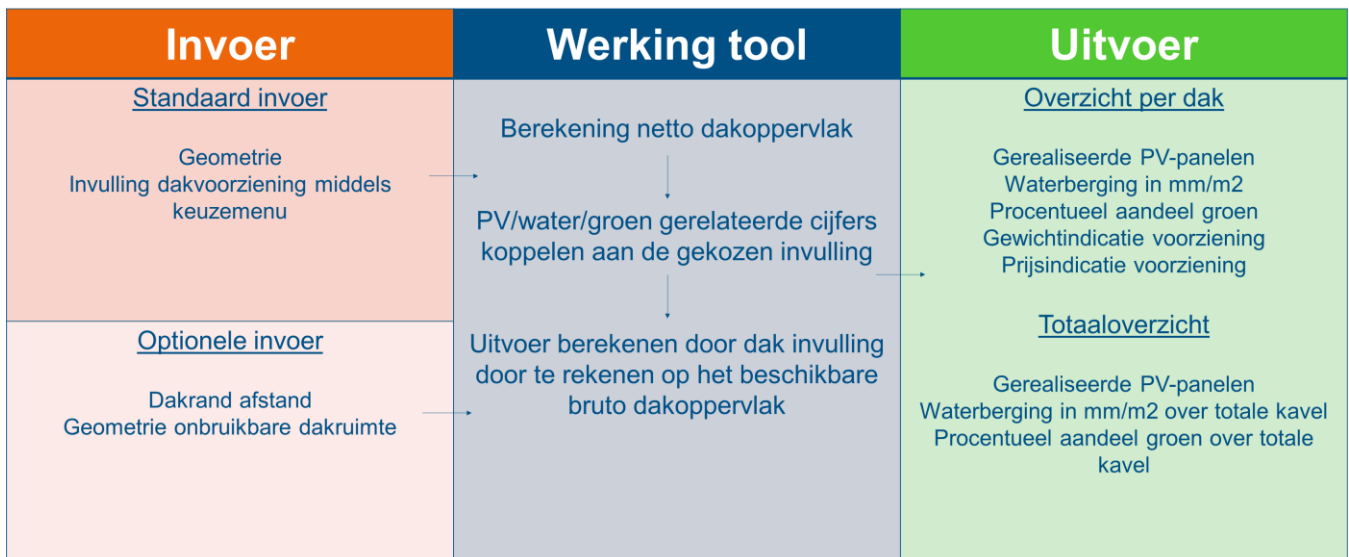 Invoer
Werking tool
Uitvoer
Standaard invoer
Geometrie
Invulling dakvoorziening middels
keuzemenu
Optionele invoer
Dakrand afstand
Geometrie onbruikbare dakruimte
Berekening netto dakoppervlak
PV/water/groen gerelateerde cijfers
koppelen aan de gekozen invulling
Uitvoer berekenen door dak invulling
door te rekenen op het beschikbare
bruto dakoppervlak
Overzicht per dak
Gerealiseerde PV-panelen
Waterberging in mm/m2
Procentueel aandeel groen
Gewichtindicatie voorziening
Prijsindicatie voorziening
Totaaloverzicht
Gerealiseerde PV-panelen
Waterberging in mm/m2 over totale kavel
Procentueel aandeel groen over totale
kavel